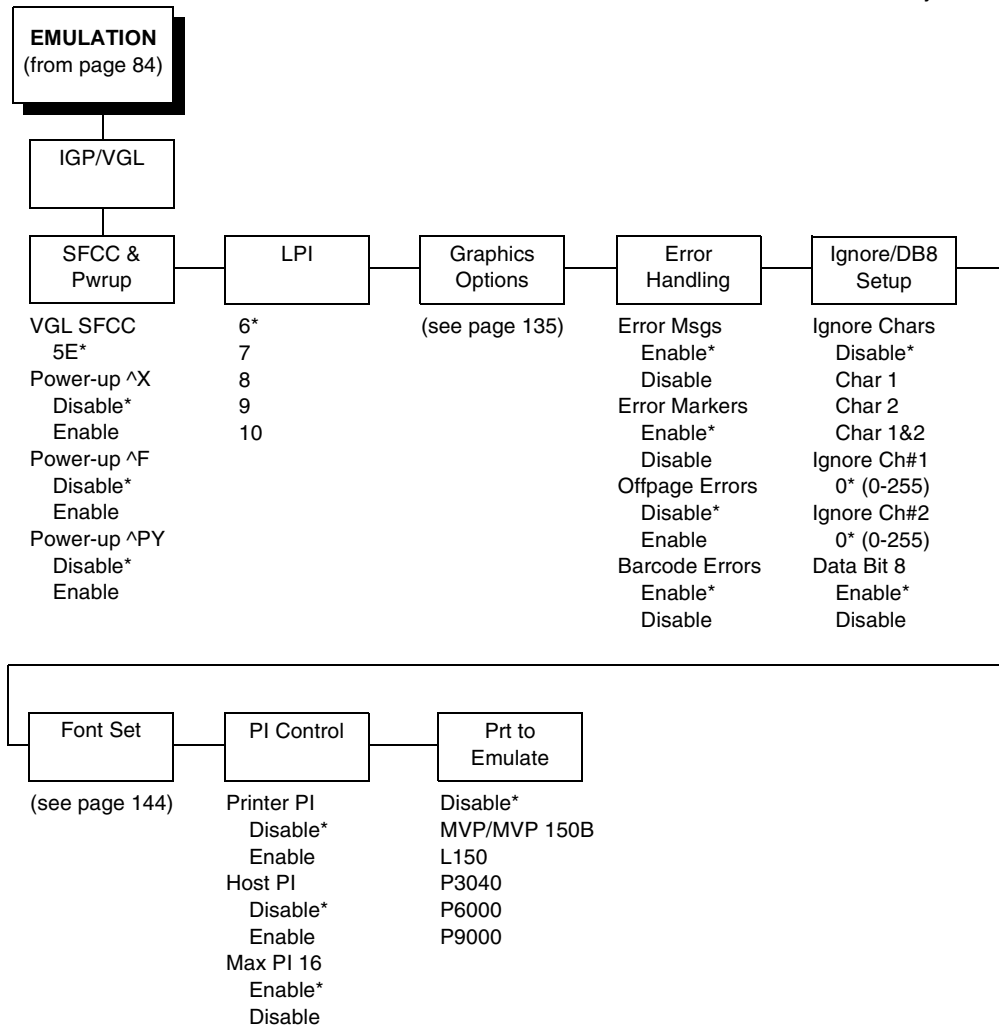 EMULATION
(from page 84)
IGP/VGL
SFCC &
Pwrup
LPI
Graphics
Options
Error
Handling
Ignore/DB8
Setup
VGL SFCC
5E*
Power-up ^X
Disable*
Enable
Power-up ^F
Disable*
Enable
Power-up ^PY
Disable*
Enable
6*
7
8
9
10
(see page 135)
Error Msgs
Enable*
Disable
Error Markers
Enable*
Disable
Offpage Errors
Disable*
Enable
Barcode Errors
Enable*
Disable
Ignore Chars
Disable*
Char 1
Char 2
Char 1&2
Ignore Ch#1
0* (0-255)
Ignore Ch#2
0* (0-255)
Data Bit 8
Enable*
Disable
Font Set
PI Control
Prt to
Emulate
(see page 144)
Printer PI
Disable*
Enable
Host PI
Disable*
Enable
Max PI 16
Enable*
Disable
Disable*
MVP/MVP 150B
L150
P3040
P6000
P9000